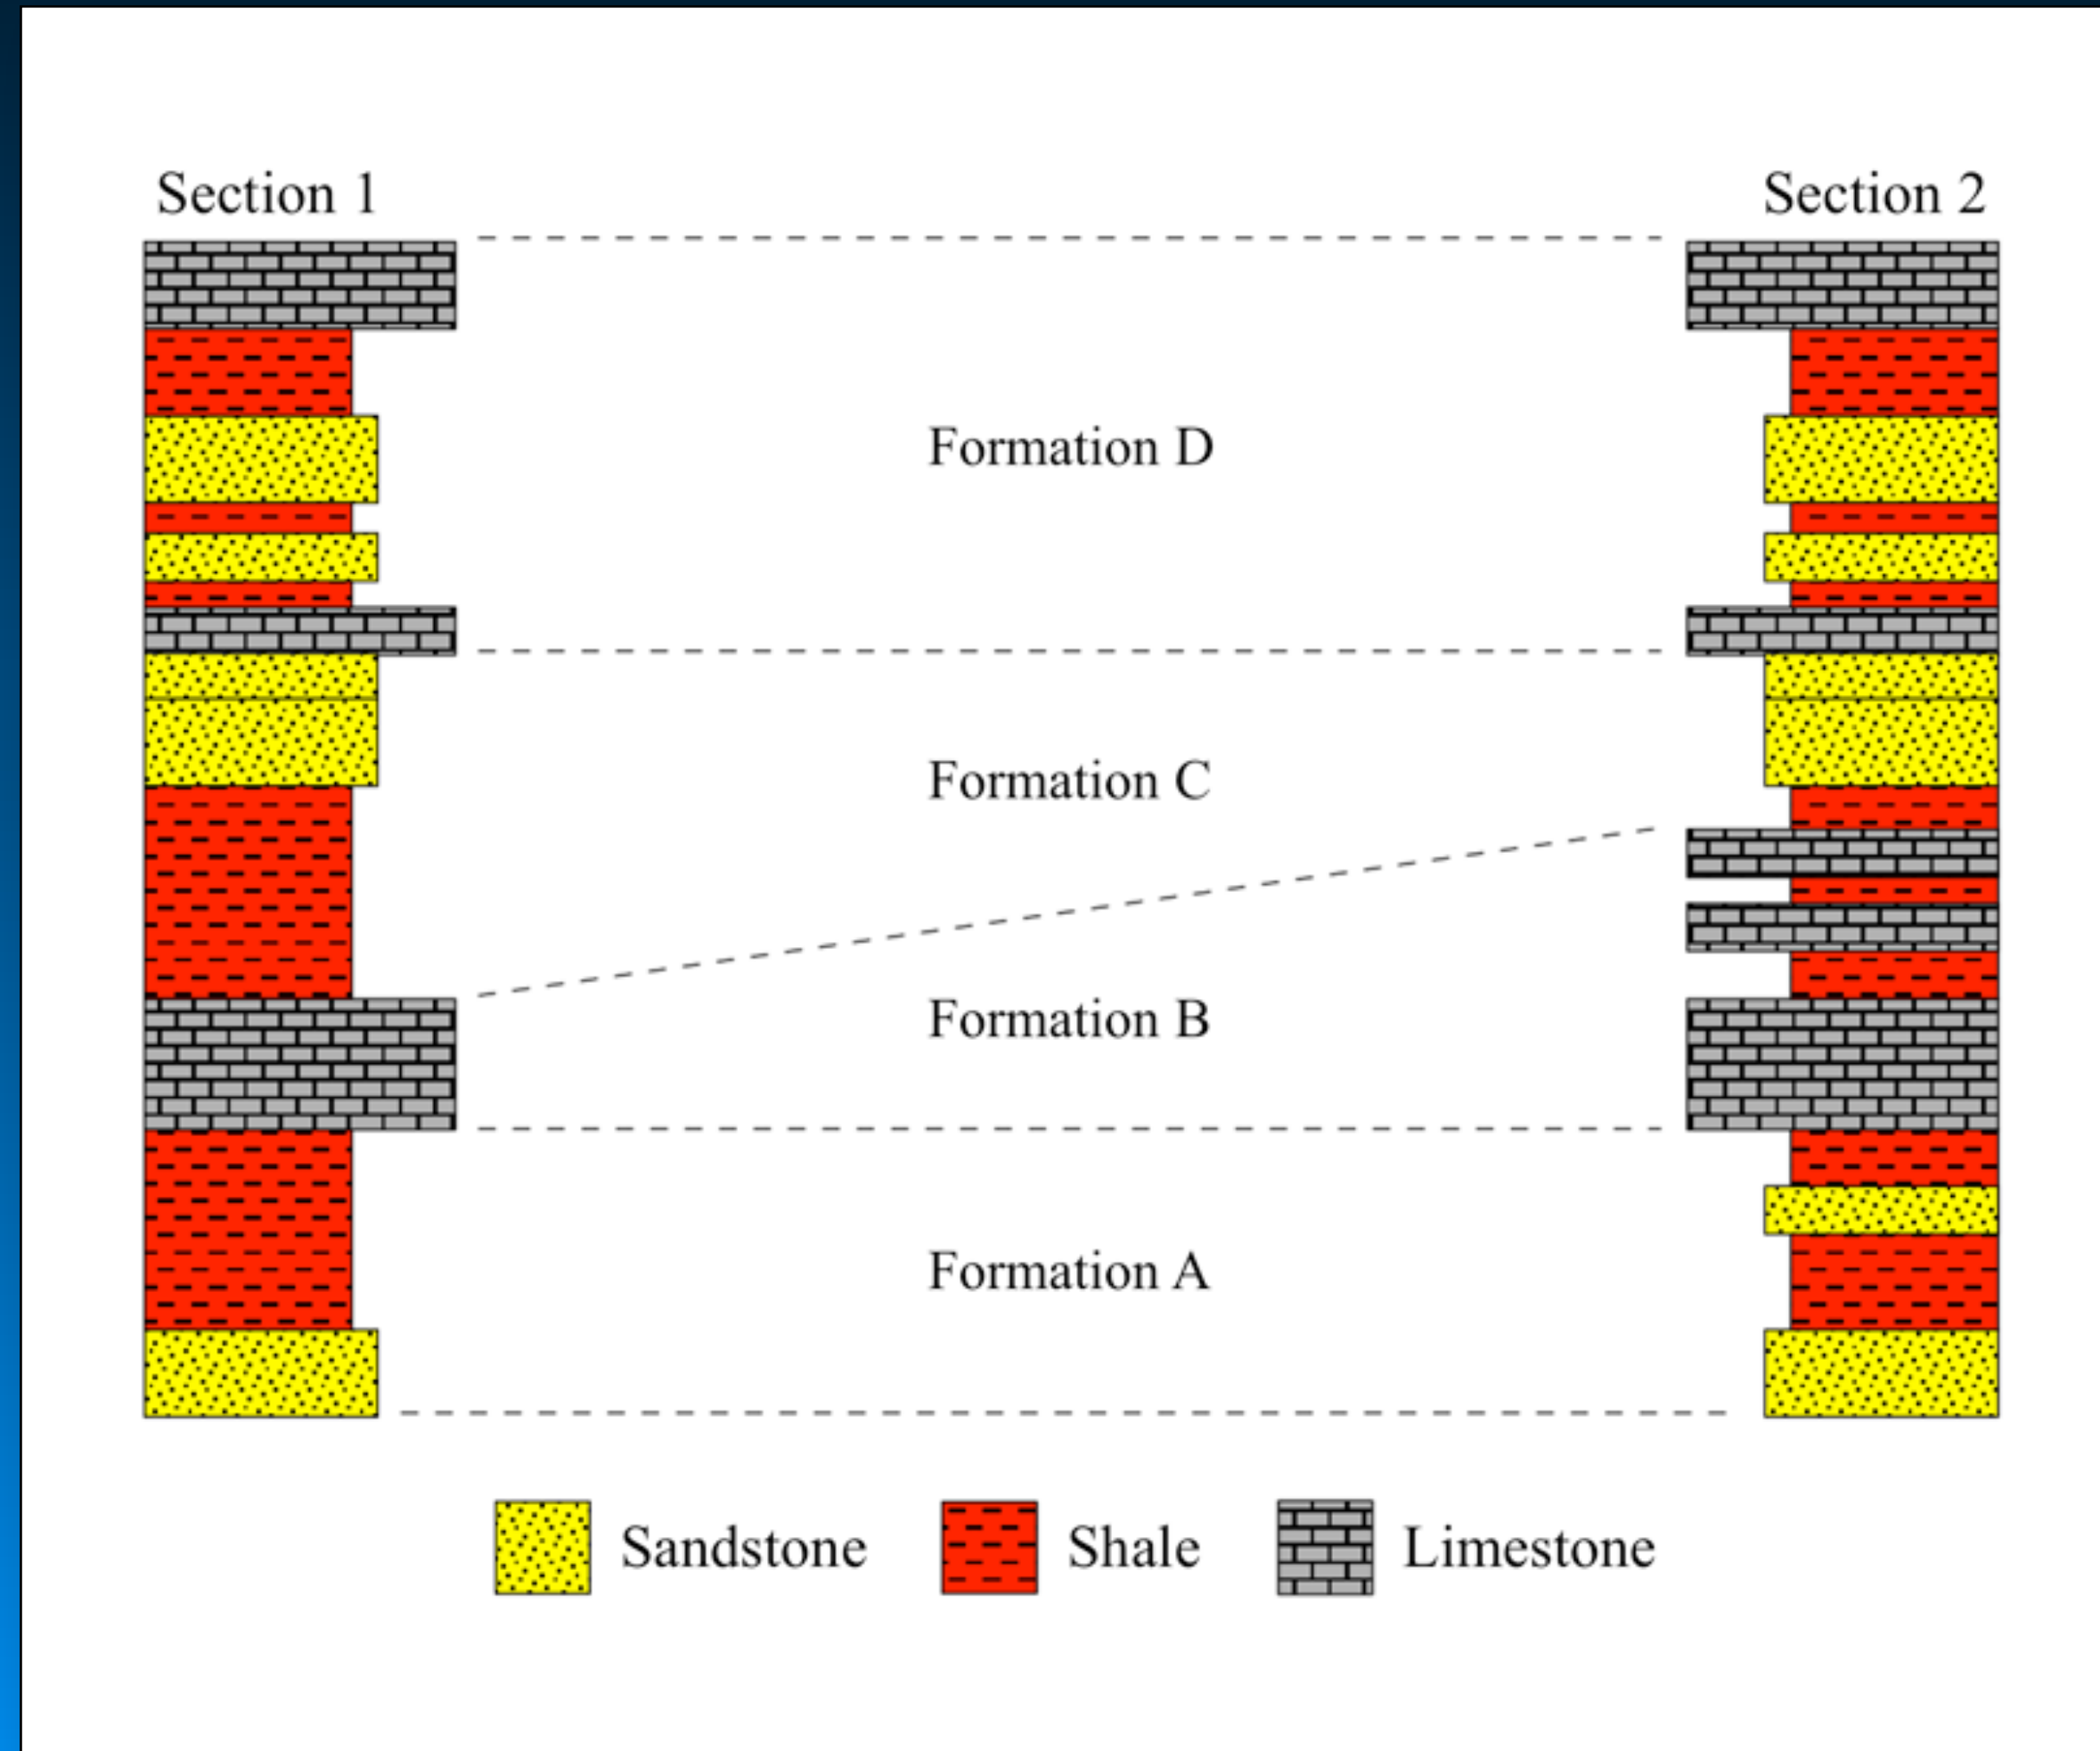 Section 1
Section 2
Formation D
Formation C
Formation B
Formation A
Sandstone
Shale
Limestone